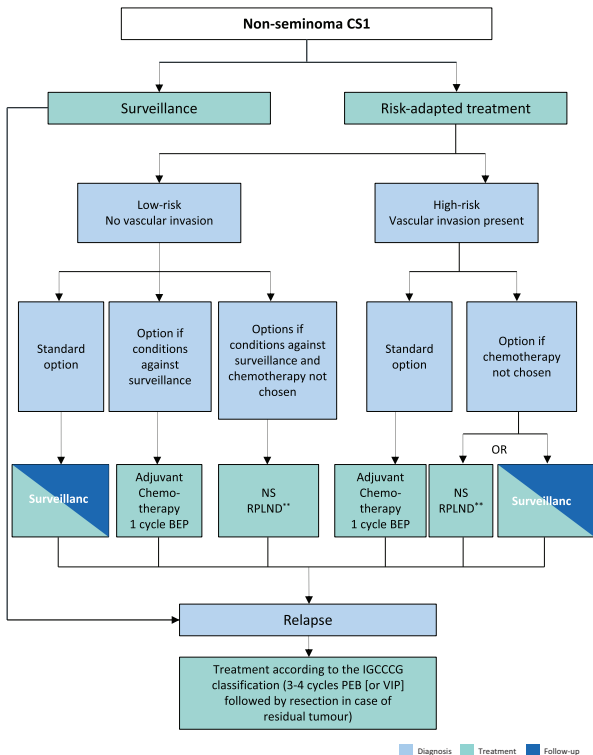 Non-seminoma CS1
Surveillance
Risk-adapted treatment
Low-risk
No vascular invasion
High-risk
Vascular invasion present
Standard
option
Option if
conditions
against
surveillance
Options if
conditions against
surveillance and
chemotherapy not
chosen
Standard
option
Option if
chemotherapy
not chosen
OR
Surveillanc
Adjuvant
Chemo-
therapy
1 cycle BEP
NS
RPLND**
Adjuvant
Chemo-
therapy
1 cycle BEP
NS
RPLND**
Surveillanc
Relapse
Treatment according to the IGCCCG
classification (3-4 cycles PEB [or VIP]
followed by resection in case of
residual tumour)
Diagnosis Treatment Follow-up